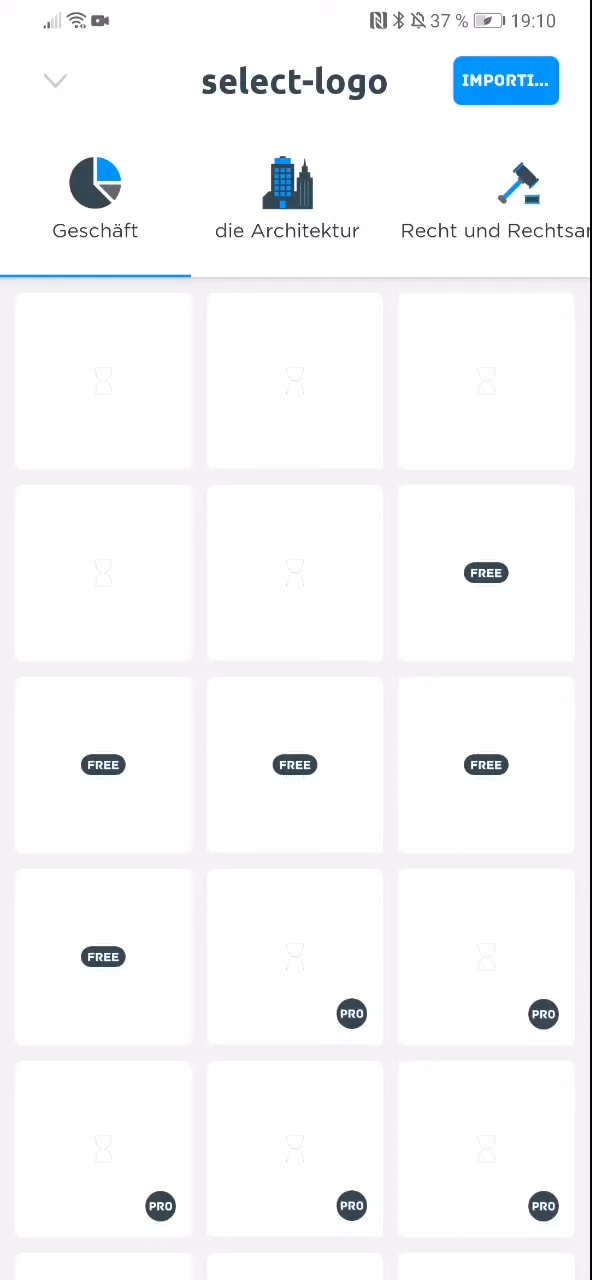 37 % 19:10
select-logo
IMPORTI...
Geschäft
die Architektur
Recht und Rechtsa
FREE
FREE
FREE
FREE
FREE
PRO
PRO
PRO
PRO
PRO